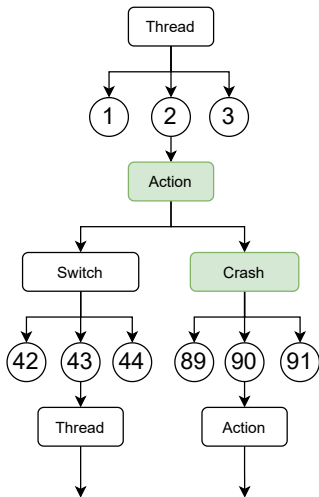 Thread
1 2 3
Action
Switch Crash
42 43 44 89 90 91
Thread Action